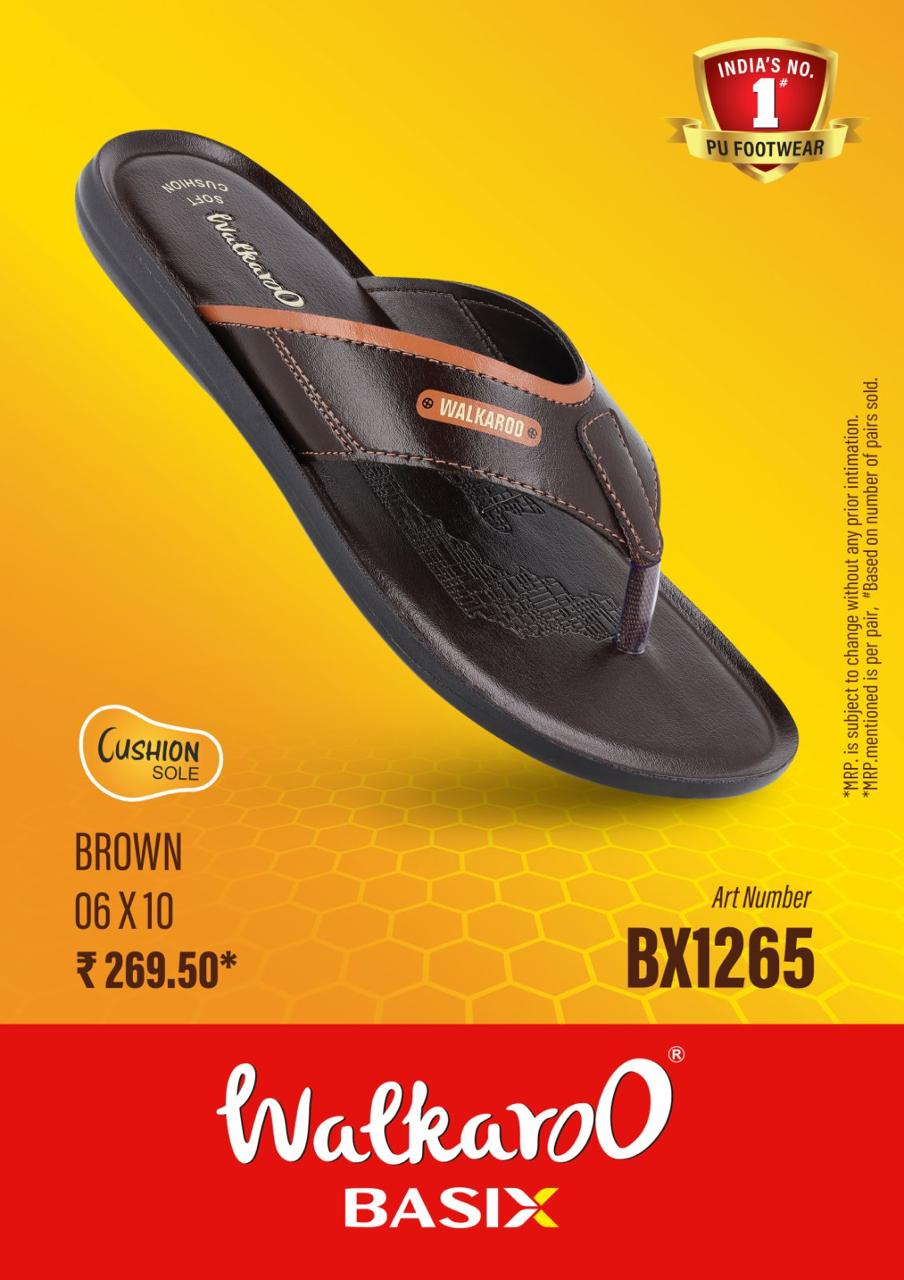 INDIA'S NO.
1#
PU FOOTWEAR
SOFT
CUSHION
WalkaroO
WALKAROO
*MRP. is subject to change without any prior intimation.
*MRP.mentioned is per pair, #Based on number of pairs sold.
CUSHION
SOLE
BROWN
06 X 10
₹ 269.50*
Art Number
BX1265
WalkaroO®
BASIX